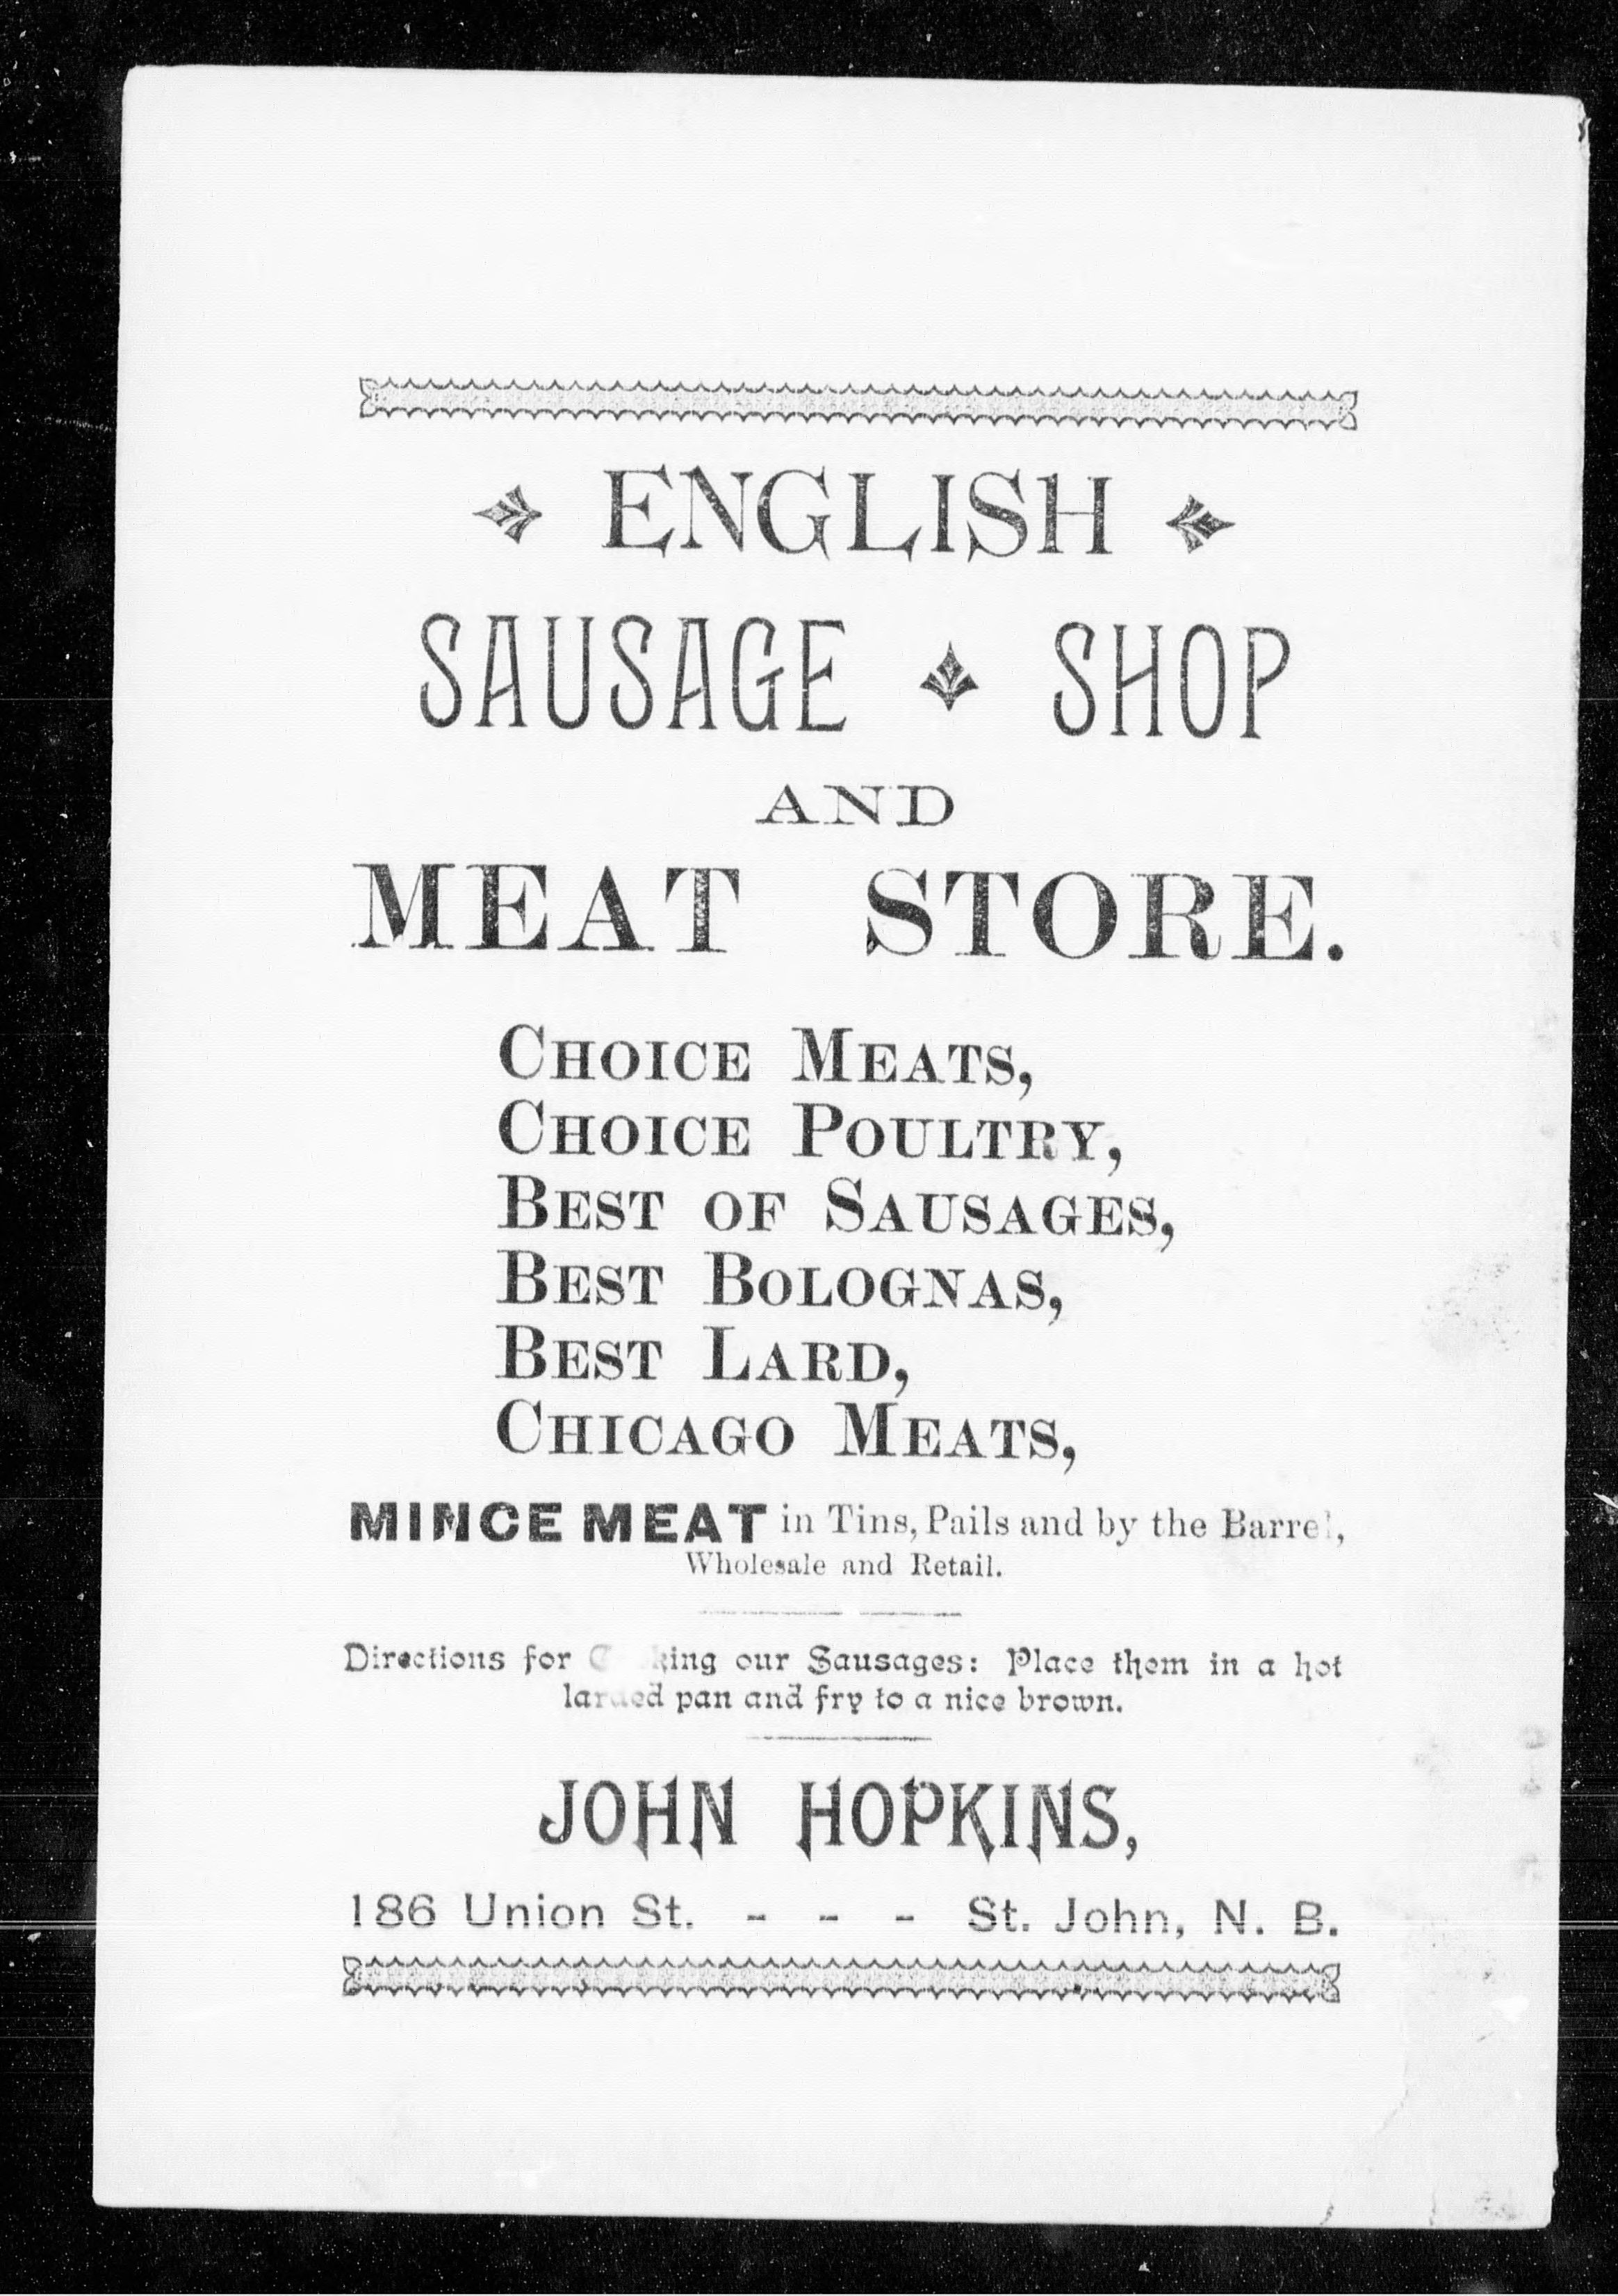 ENGLISH
SAUSAGE SHOP
AND
MEAT STORE.
CHOICE MEATS,
CHOICE POULTRY,
BEST OF SAUSAGES,
BEST BOLOGNAS,
BEST LARD,
CHICAGO MEATS,
MINCE MEAT in Tins, Pails and by the Barrel,
Wholesale and Retail.
Directions for Cooking our Sausages: Place them in a hot
larded pan and fry to a nice brown.
JOHN HOPKINS,
186 Union St. - - - St. John, N. B.